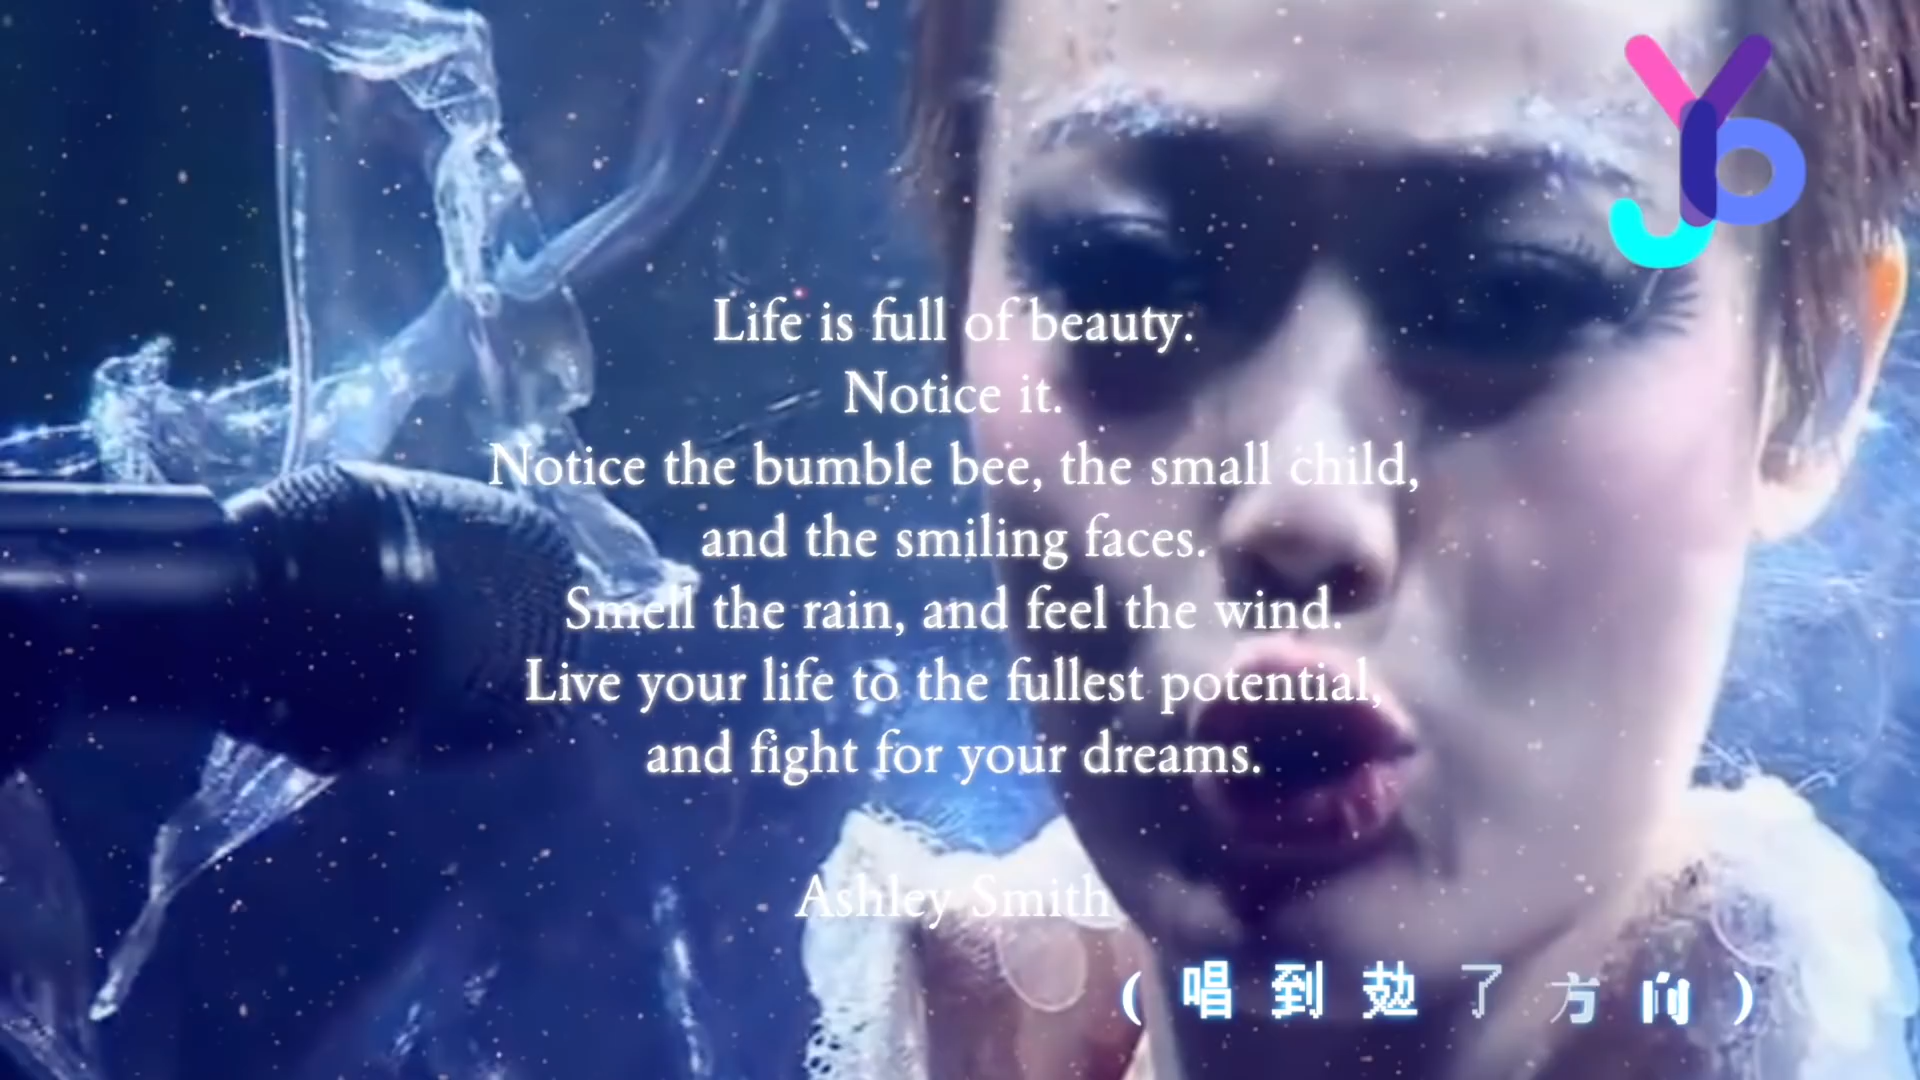 YJb
Life is full of beauty.
Notice it.
Notice the bumble bee, the small child,
and the smiling faces.
Smell the rain, and feel the wind.
Live your life to the fullest potential,
and fight for your dreams.
Ashley Smith
( 唱 到 了 方 向 )